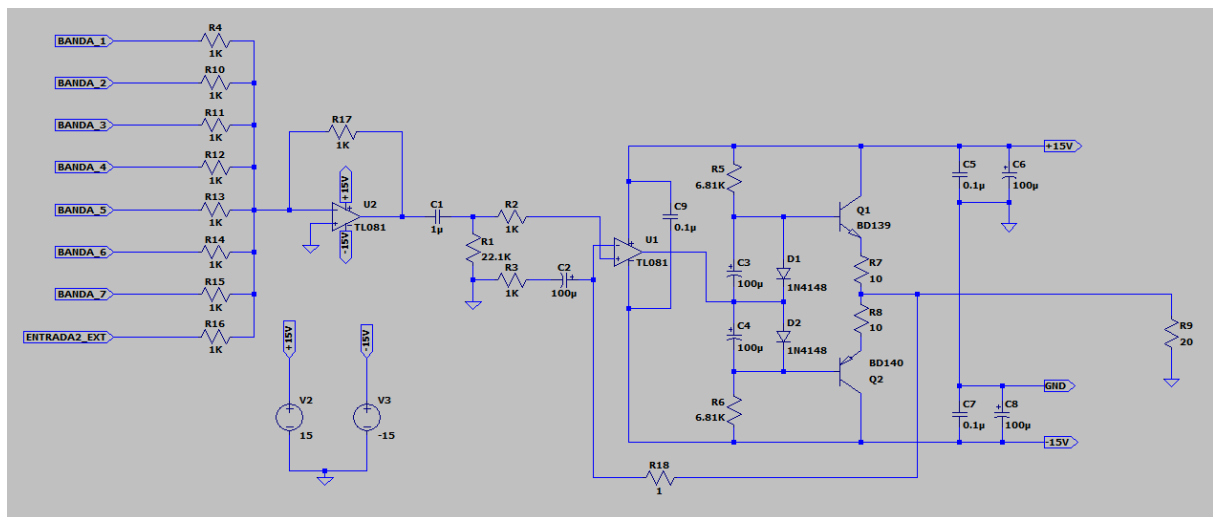 BANDA_1
R4
1K
BANDA_2
R10
1K
BANDA_3
R11
1K
BANDA_4
R12
1K
BANDA_5
R13
1K
BANDA_6
R14
1K
BANDA_7
R15
1K
ENTRADA2_EXT
R16
1K
R17
1K
+15V
U2
TL081
-15V
+15V
V2
15
-15V
V3
-15
C1
1µ
R2
1K
R1
22.1K
R3
1K
C2
100µ
U1
TL081
C9
0.1µ
R5
6.81K
C3
100µ
D1
1N4148
C4
100µ
D2
1N4148
R6
6.81K
Q1
BD139
R7
10
R8
10
BD140
Q2
R18
1
C5
0.1µ
C6
100µ
+15V
R9
20
GND
C7
0.1µ
C8
100µ
-15V